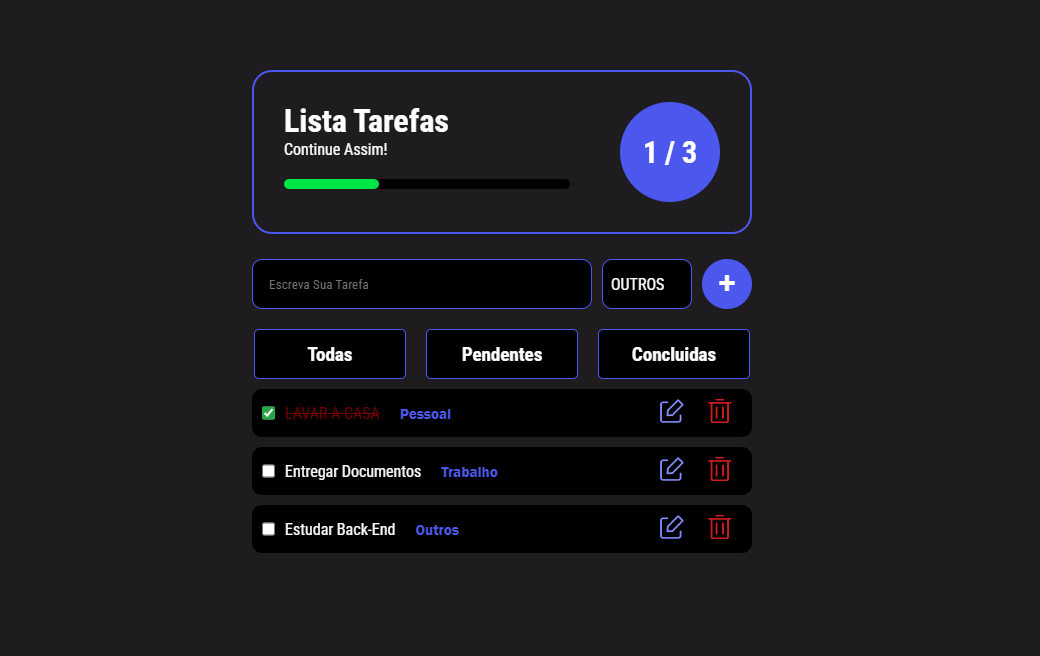 Lista Tarefas
Continue Assim!
1 / 3
Escreva Sua Tarefa
OUTROS
+
Todas Pendentes Concluidas
LAVAR A CASA Pessoal
Entregar Documentos Trabalho
Estudar Back-End Outros